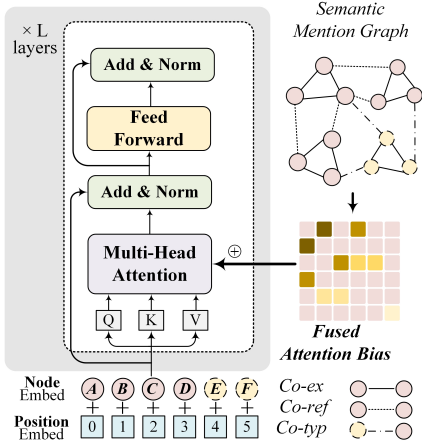 × L
layers
Add & Norm
Feed
Forward
Add & Norm
Multi-Head
Attention
Q K V
Node
Embed
A B C D E F
+ + + + + +
Position
Embed
0 1 2 3 4 5
Semantic
Mention Graph
⊕
Fused
Attention Bias
Co-ex
Co-ref
Co-typ